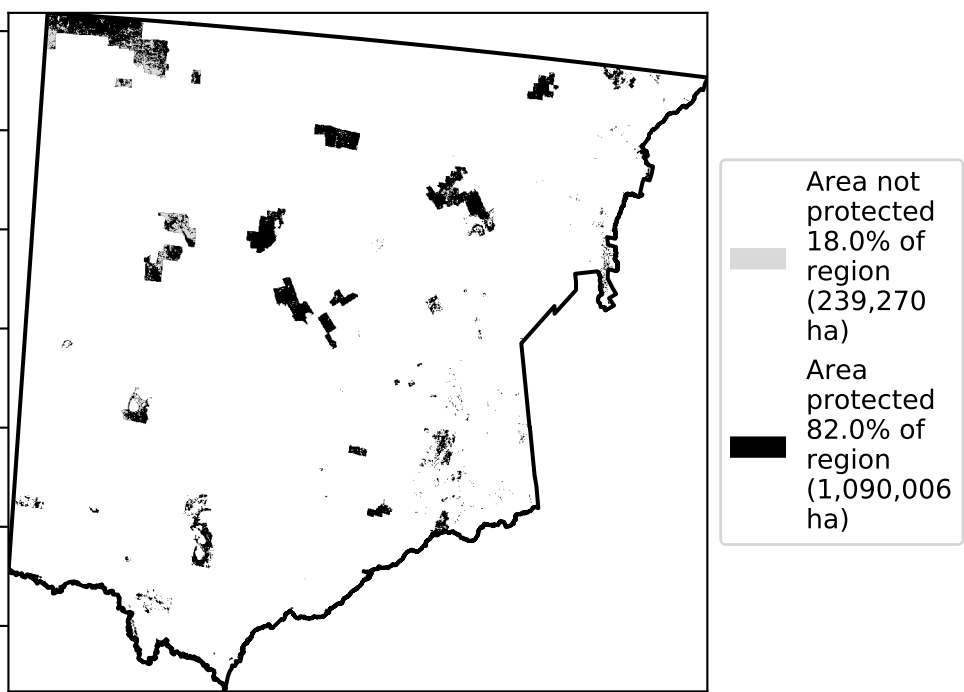 Area not
protected
18.0% of
region
(239,270
ha)
Area
protected
82.0% of
region
(1,090,006
ha)